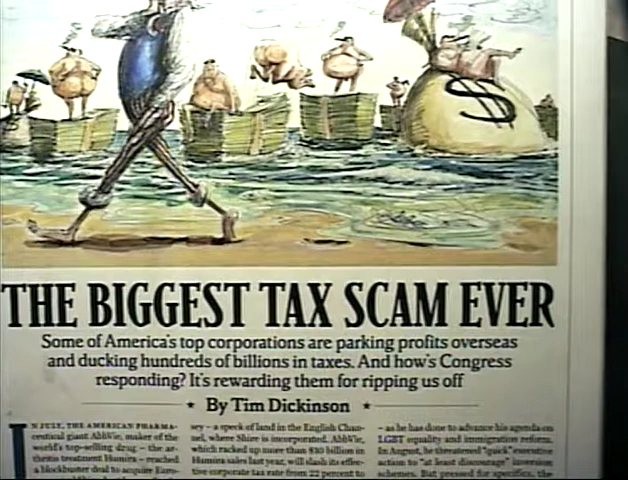 $
THE BIGGEST TAX SCAM EVER
Some of America's top corporations are parking profits overseas
and ducking hundreds of billions in taxes. And how's Congress
responding? It's rewarding them for ripping us off
★ By Tim Dickinson ★
IN JULY, THE AMERICAN PHARMA-
ceutical giant AbbVie, maker of the
world's top-selling drug – the ar-
thritis treatment Humira – reached
a blockbuster deal to acquire Euro-
sey – a speck of land in the English Chan-
nel, where Shire is incorporated. AbbVie,
which racked up more than $10 billion in
Humira sales last year, will slash its effec-
tive corporate tax rate from 22 percent to
– as he has done to advance his agenda on
LGBT equality and immigration reform.
In August, he threatened "quick" executive
action to "at least discourage" inversion
schemes. But pressed for specifics, the